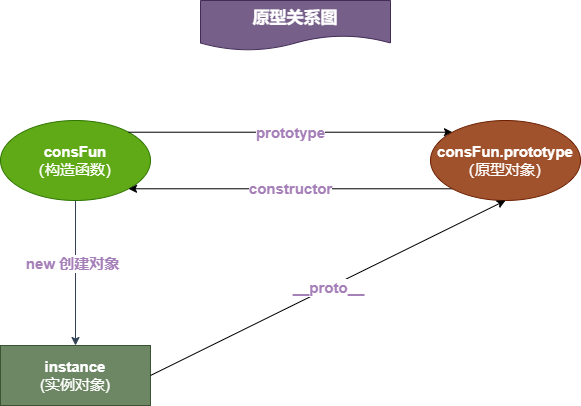 原型关系图
consFun
(构造函数)
prototype
consFun.prototype
(原型对象)
constructor
new 创建对象
__proto__
instance
(实例对象)